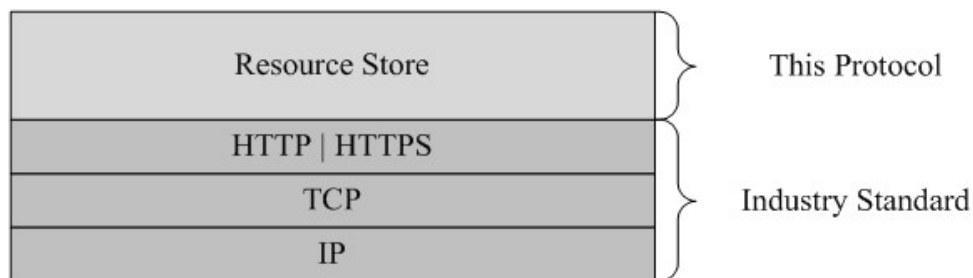 Resource Store
This Protocol
HTTP | HTTPS
TCP
Industry Standard
IP